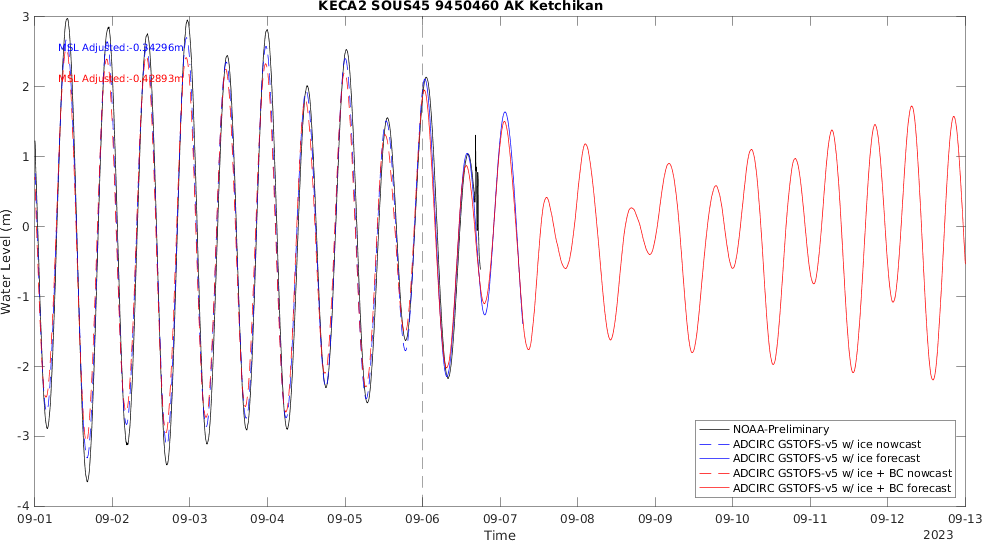 KECA2 SOUS45 9450460 AK Ketchikan
MSL Adjusted:-0.34296m
MSL Adjusted:-0.42893m
Water Level (m)
3
2
1
0
-1
-2
-3
-4
NOAA-Preliminary
ADCIRC GSTOFS-v5 w/ ice nowcast
ADCIRC GSTOFS-v5 w/ ice forecast
ADCIRC GSTOFS-v5 w/ ice + BC nowcast
ADCIRC GSTOFS-v5 w/ ice + BC forecast
09-01 09-02 09-03 09-04 09-05 09-06 09-07 09-08 09-09 09-10 09-11 09-12 09-13
Time
2023